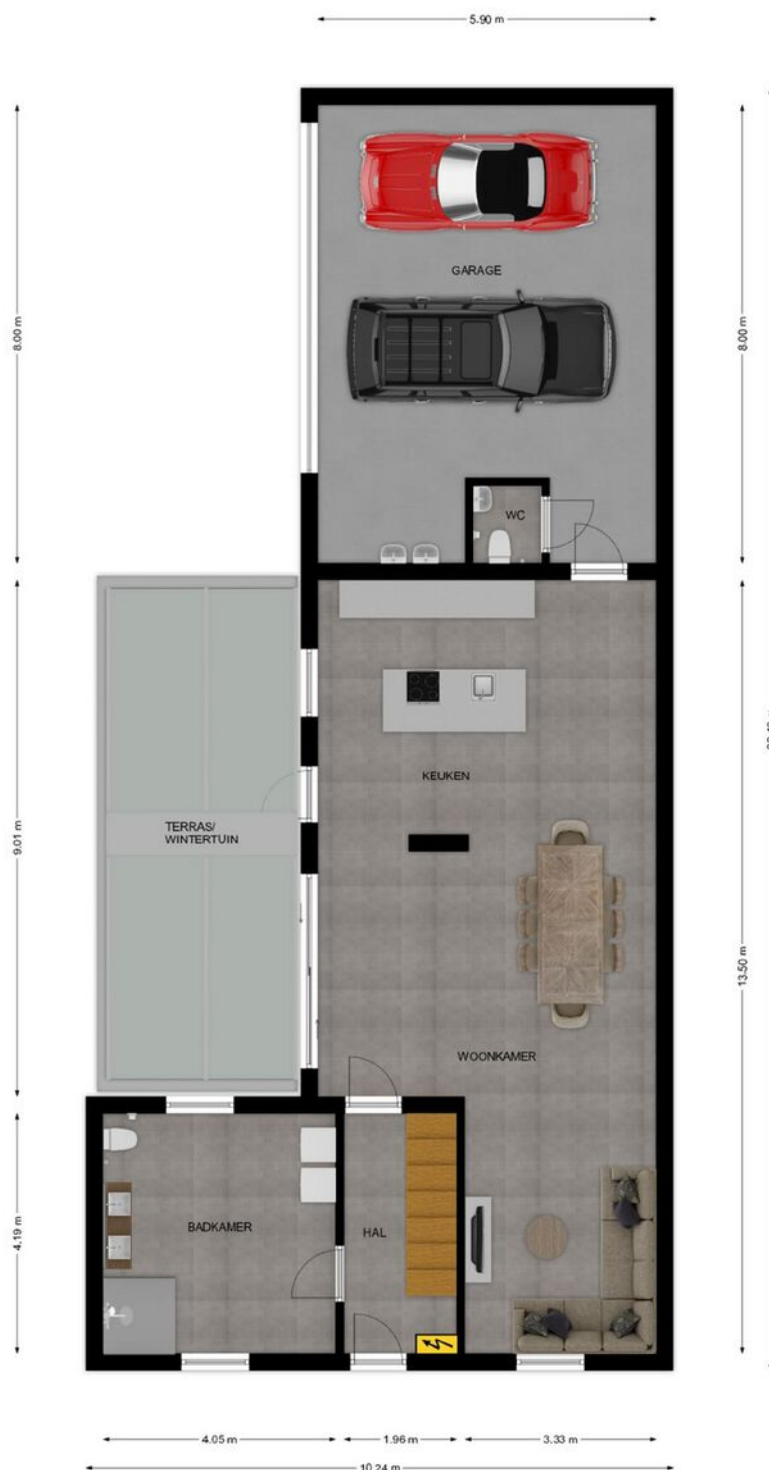 5.90 m
8.00 m
8.00 m
GARAGE
WC
9.01 m
KEUKEN
TERRAS/
WINTERTUIN
13.50 m
WOONKAMER
4.19 m
BADKAMER
HAL
4.05 m
1.96 m
3.33 m
10.24 m